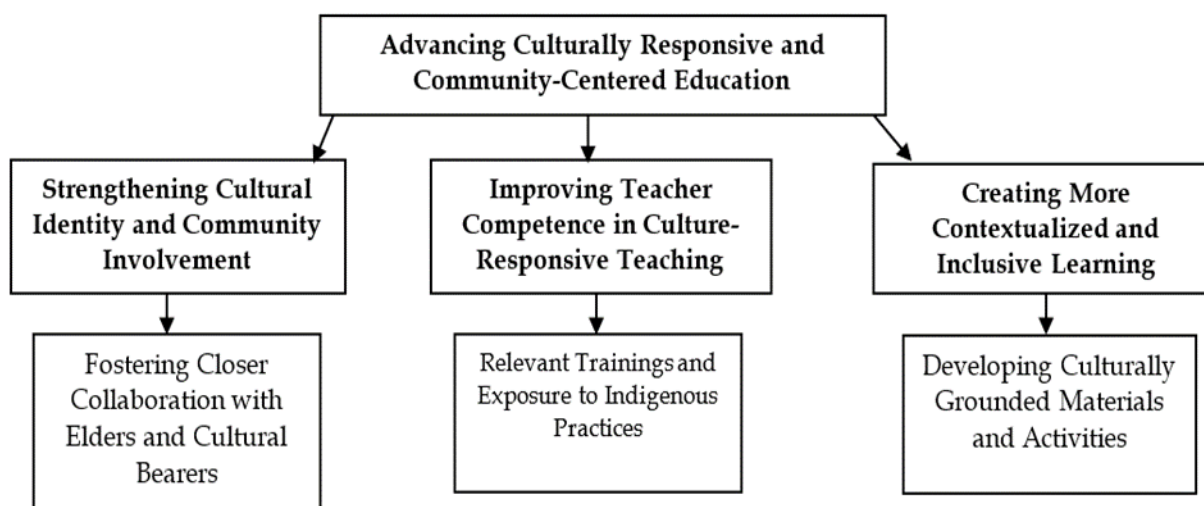 Advancing Culturally Responsive and
Community-Centered Education
Strengthening Cultural
Identity and Community
Involvement
Improving Teacher
Competence in Culture-
Responsive Teaching
Creating More
Contextualized and
Inclusive Learning
Fostering Closer
Collaboration with
Elders and Cultural
Bearers
Relevant Trainings and
Exposure to Indigenous
Practices
Developing Culturally
Grounded Materials
and Activities